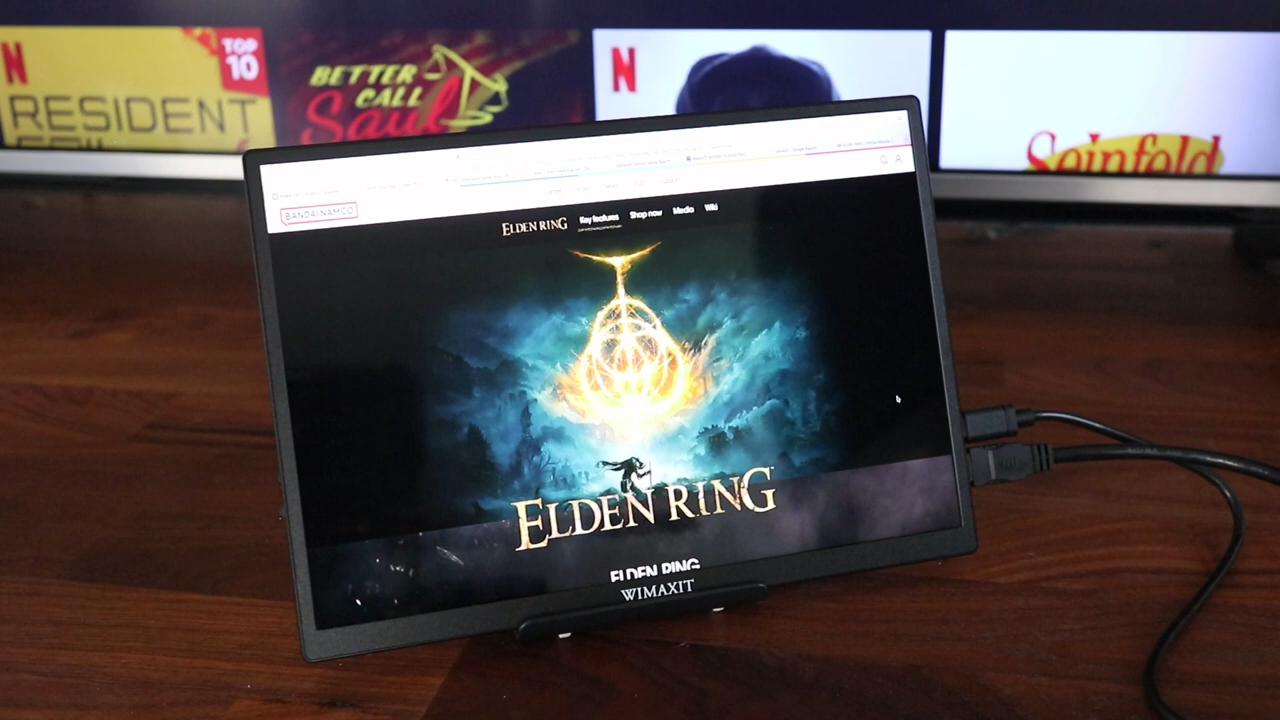 N
TOP
10
RESIDENT
EVIL
BETTER
CALL
Saul
N
Seinfeld
BANDAI NAMCO
ELDEN RING
Key features
Shop now
Media
Wiki
ELDEN RING
ELDEN RING
WIMAXIT